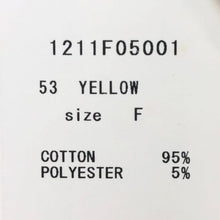 1211F05001
53 YELLOW
size F
COTTON 95%
POLYESTER 5%